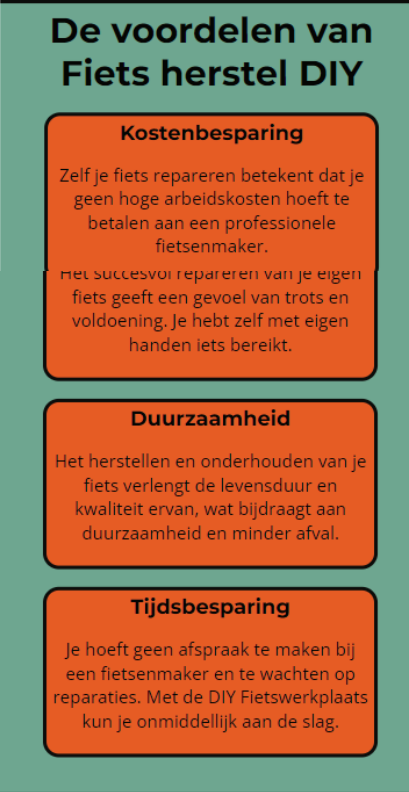 De voordelen van
Fiets herstel DIY
Kostenbesparing
Zelf je fiets repareren betekent dat je
geen hoge arbeidskosten hoeft te
betalen aan een professionele
fietsenmaker.
Het succesvol repareren van je eigen
fiets geeft een gevoel van trots en
voldoening. Je hebt zelf met eigen
handen iets bereikt.
Duurzaamheid
Het herstellen en onderhouden van je
fiets verlengt de levensduur en
kwaliteit ervan, wat bijdraagt aan
duurzaamheid en minder afval.
Tijdsbesparing
Je hoeft geen afspraak te maken bij
een fietsenmaker en te wachten op
reparaties. Met de DIY Fietswerkplaats
kun je onmiddellijk aan de slag.